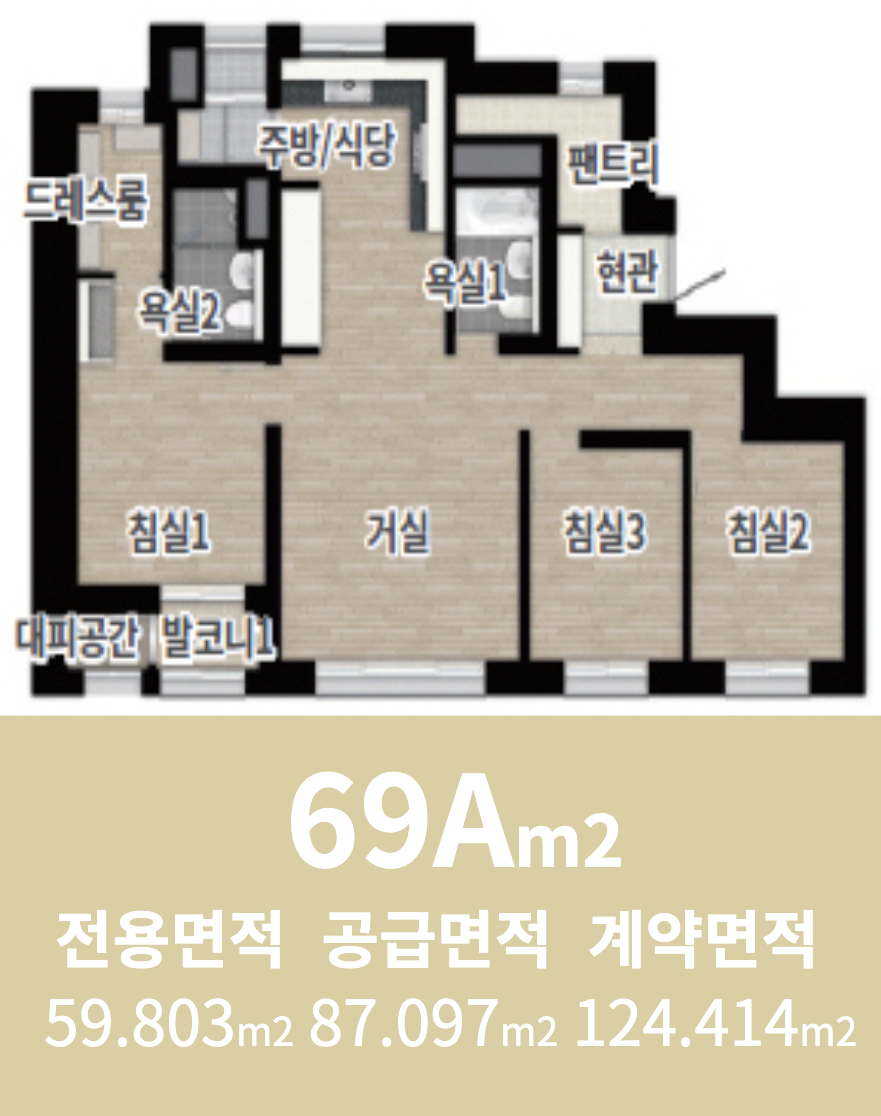 주방/식당
팬트리
드레스룸
욕실1
현관
욕실2
침실1
거실
침실3
침실2
대피공간
발코니1
69Am2
전용면적 공급면적 계약면적
59.803m2 87.097m2 124.414m2